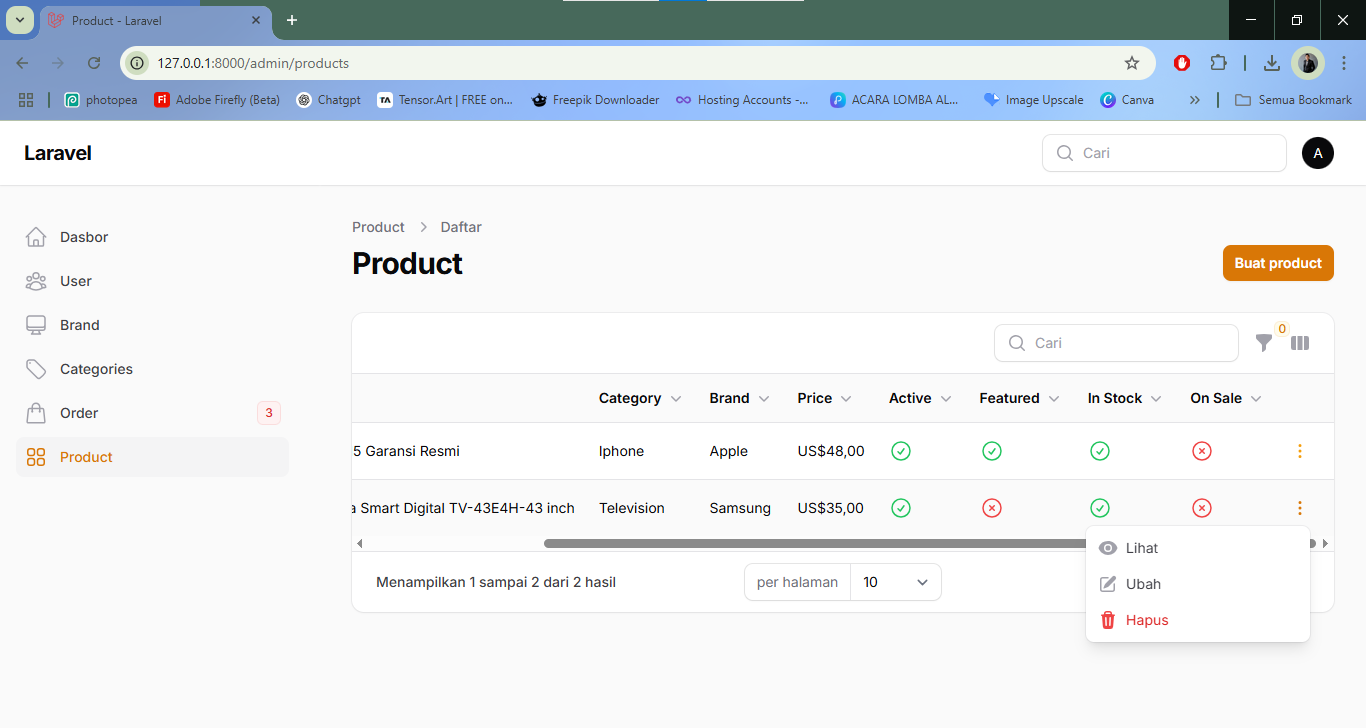 Product - Laravel
127.0.0.1:8000/admin/products
photopea
Adobe Firefly (Beta)
Chatgpt
TA
Tensor.Art | FREE on...
Freepik Downloader
Hosting Accounts -...
ACARA LOMBA AL...
Image Upscale
Canva
Semua Bookmark
Laravel
Cari
A
Dasbor
User
Brand
Categories
Order
3
Product
Product > Daftar
Product
Buat product
Cari
0
Category Brand Price Active Featured In Stock On Sale
5 Garansi Resmi Iphone Apple US$48,00
a Smart Digital TV-43E4H-43 inch Television Samsung US$35,00
Lihat
Ubah
Hapus
Menampilkan 1 sampai 2 dari 2 hasil
per halaman 10